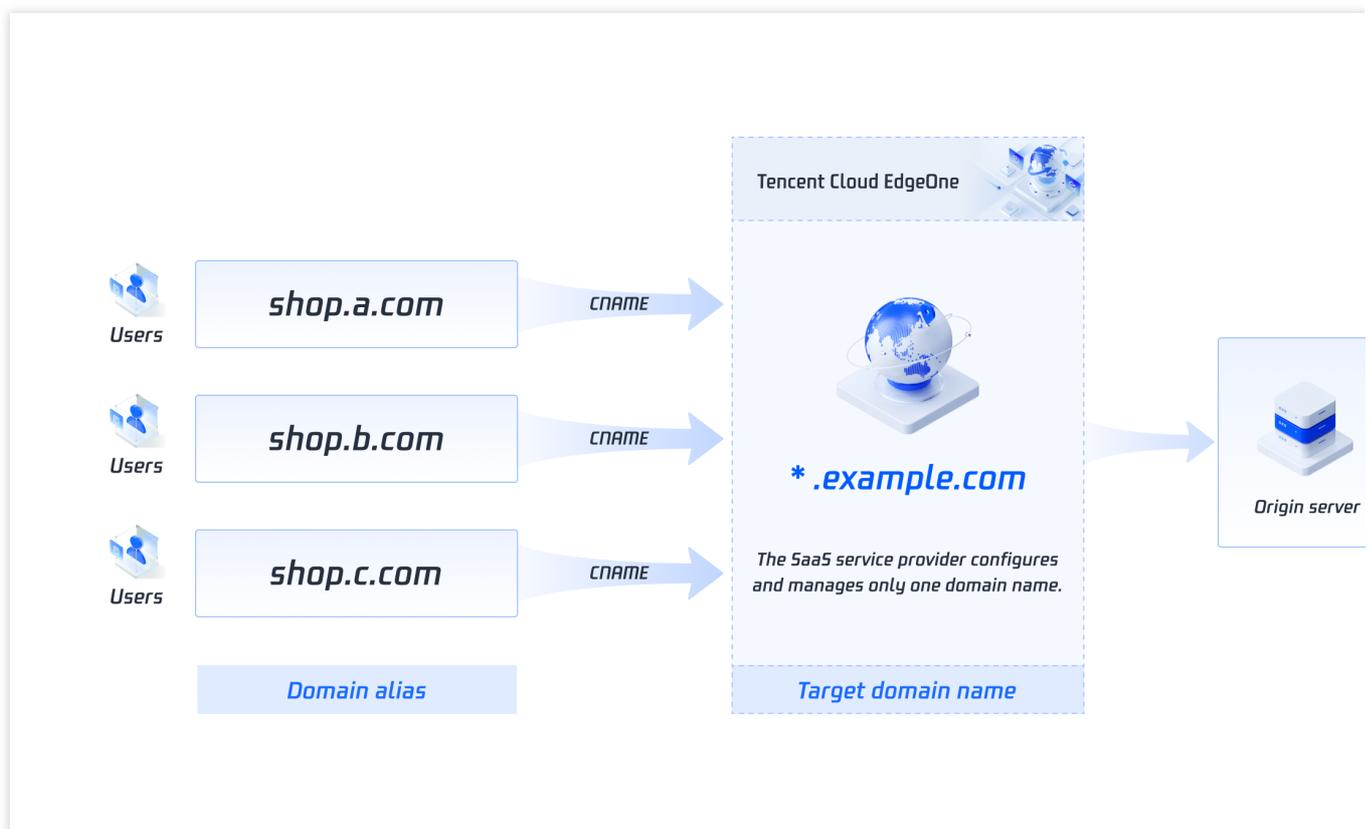 Tencent Cloud EdgeOne
Users
shop.a.com
CNAME
Users
shop.b.com
CNAME
* .example.com
Origin server
The SaaS service provider configures
and manages only one domain name.
Users
shop.c.com
CNAME
Domain alias
Target domain name